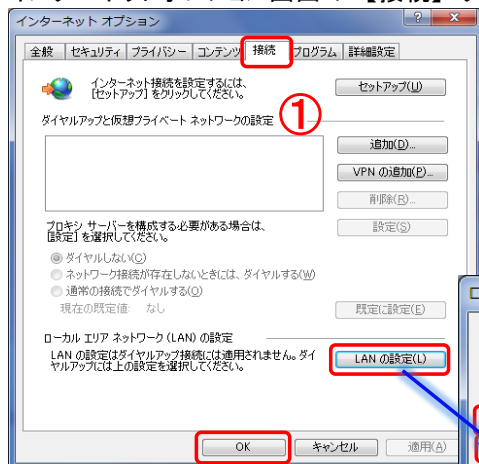 インターネット オプション
全般 セキュリティ プライバシー コンテンツ 接続 プログラム 詳細設定
インターネット接続を設定するには、
[セットアップ] をクリックしてください。
セットアップ(U)
①
ダイヤルアップと仮想プライベート ネットワークの設定
追加(D)...
VPN の追加(P)...
削除(R)...
プロキシ サーバーを構成する必要がある場合は、
[設定] を選択してください。
設定(S)
ダイヤルしない(C)
ネットワーク接続が存在しないときには、ダイヤルする(W)
通常の接続でダイヤルする(O)
現在の既定値: なし
既定に設定(E)
ローカル エリア ネットワーク (LAN) の設定
LAN の設定はダイヤルアップ接続には適用されません。ダイ
ヤルアップには上の設定を選択してください。
LAN の設定(L)
OK キャンセル 適用(A)